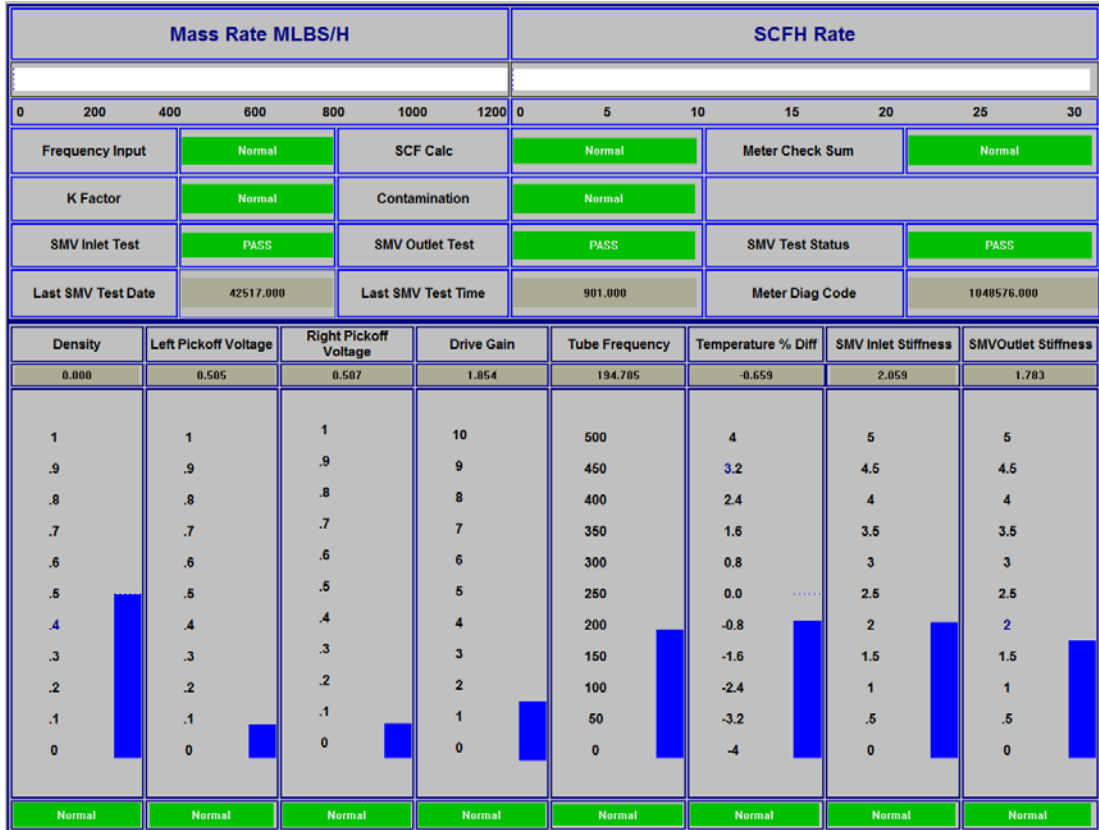 Mass Rate MLBS/H SCFH Rate
0 200 400 600 800 1000 1200 0 5 10 15 20 25 30
Frequency Input Normal SCF Calc Normal Meter Check Sum Normal
K Factor Normal Contamination Normal
SMV Inlet Test PASS SMV Outlet Test PASS SMV Test Status PASS
Last SMV Test Date 42517.000 Last SMV Test Time 901.000 Meter Diag Code 1048576.000
Density Left Pickoff Voltage Right Pickoff Voltage Drive Gain Tube Frequency Temperature % Diff SMV Inlet Stiffness SMVOutlet Stiffness
0.000 0.505 0.507 1.854 194.785 -0.659 2.059 1.783
1 1 1 10 500 4 5 5
.9 .9 .9 9 450 3.2 4.5 4.5
.8 .8 .8 8 400 2.4 4 4
.7 .7 .7 7 350 1.6 3.5 3.5
.6 .6 .6 6 300 0.8 3 3
.5 .5 .5 5 250 0.0 2.5 2.5
.4 .4 .4 4 200 -0.8 2 2
.3 .3 .3 3 150 -1.6 1.5 1.5
.2 .2 .2 2 100 -2.4 1 1
.1 .1 .1 1 50 -3.2 .5 .5
0 0 0 0 0 -4 0 0
Normal Normal Normal Normal Normal Normal Normal Normal